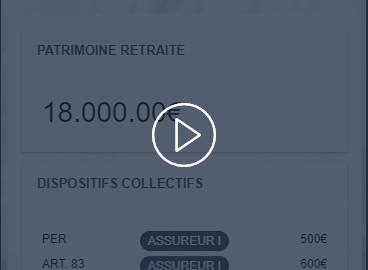 PATRIMOINE RETRAITE
18.000.00€
DISPOSITIFS COLLECTIFS
PER ASSUREUR I 500€
ART. 83 ASSUREUR I 600€